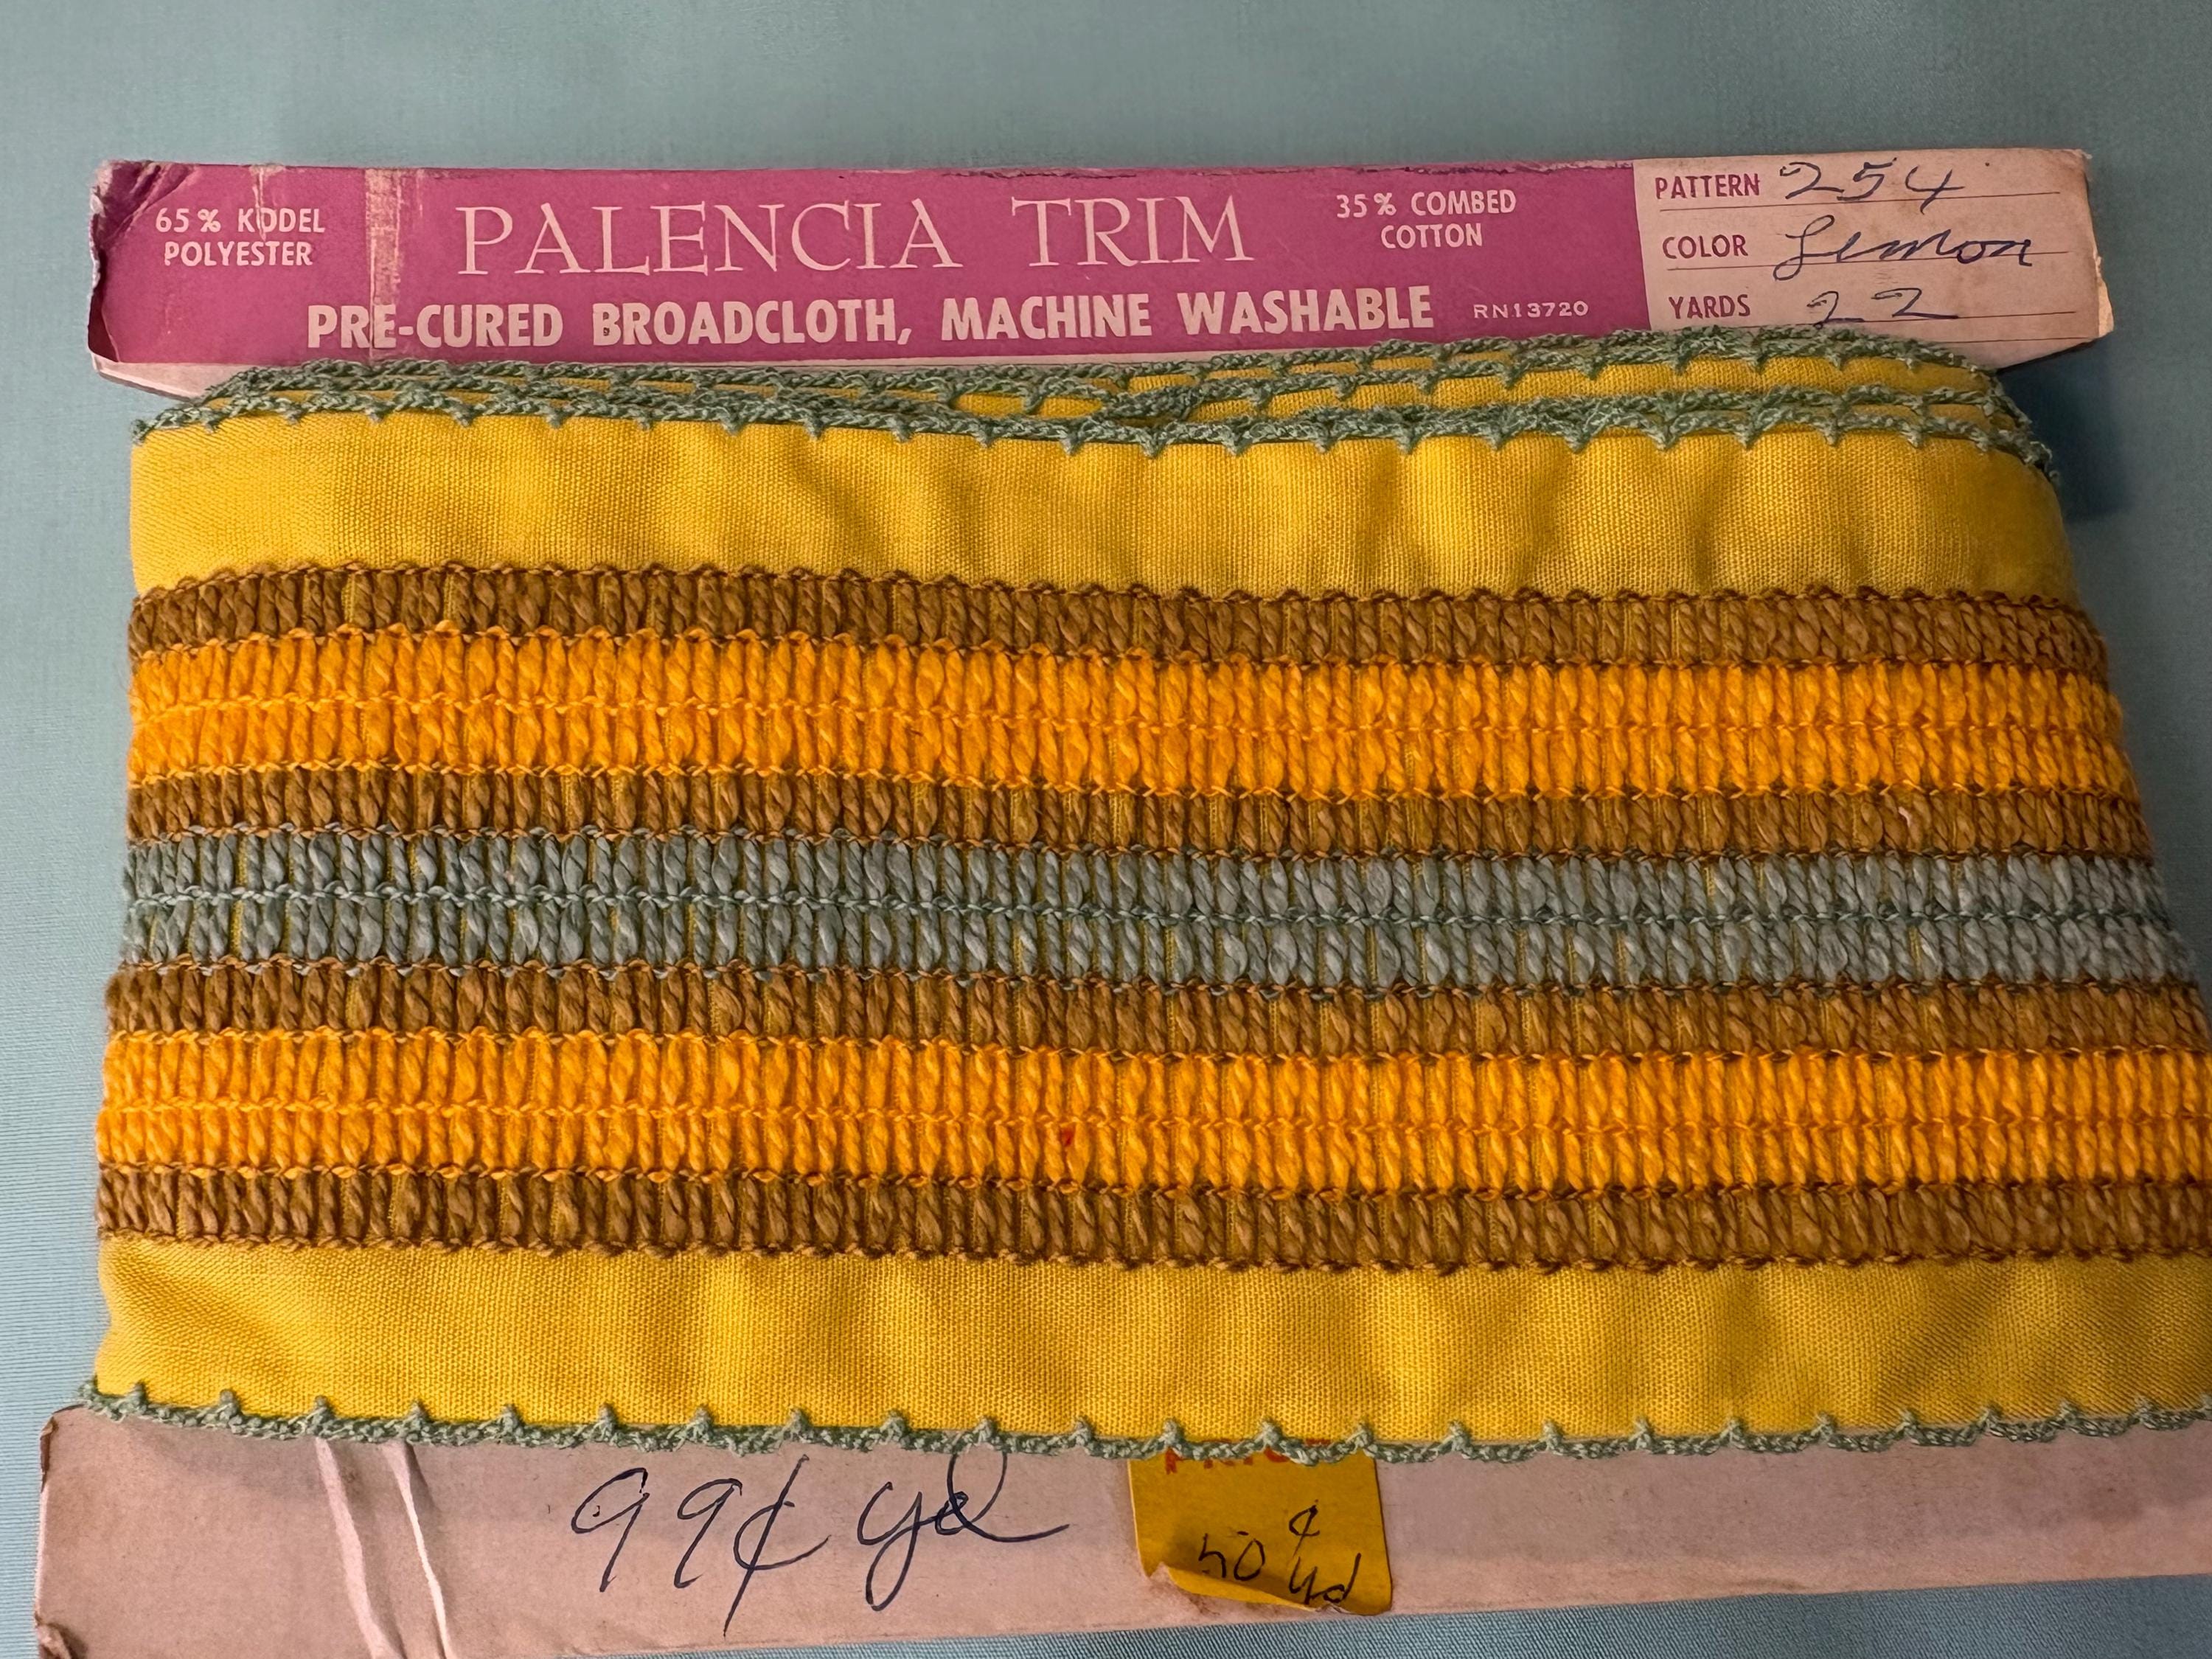 65% KODEL
POLYESTER
PALENCIA TRIM
35% COMBED
COTTON
PRE-CURED BROADCLOTH, MACHINE WASHABLE
RN13720
PATTERN 254
COLOR Lemon
YARDS 22
99¢ yd
50¢
yd